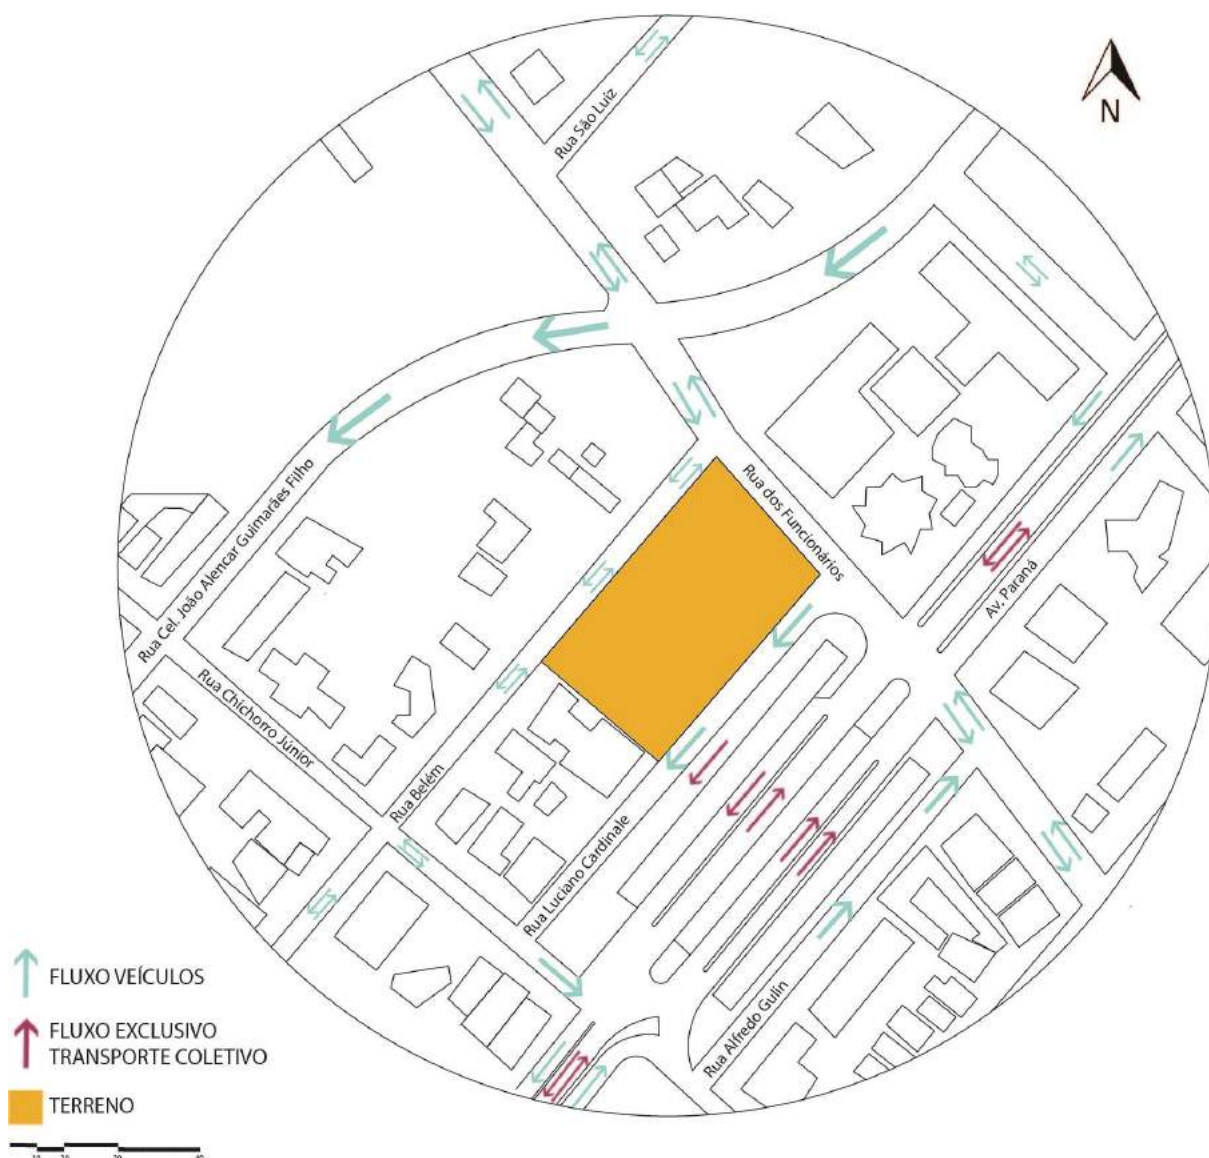 N
Rua São Luíz
Rua dos Funcionários
Rua Cel. João Alencar Guimarães Filho
Av. Paraná
Rua Chichorro Júnior
Rua Belém
Rua Luciano Cardinale
Rua Alfredo Gulin
FLUXO VEÍCULOS
FLUXO EXCLUSIVO
TRANSPORTE COLETIVO
TERRENO